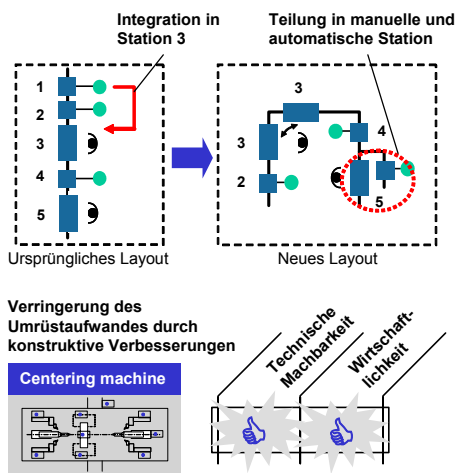 Integration in
Station 3
Teilung in manuelle und
automatische Station
1
2
3
4
5
Ursprüngliches Layout
3
3
4
2
5
Neues Layout
Verringerung des
Umrüstaufwandes durch
konstruktive Verbesserungen
Centering machine
Technische
Machbarkeit
Wirtschaft-
lichkeit